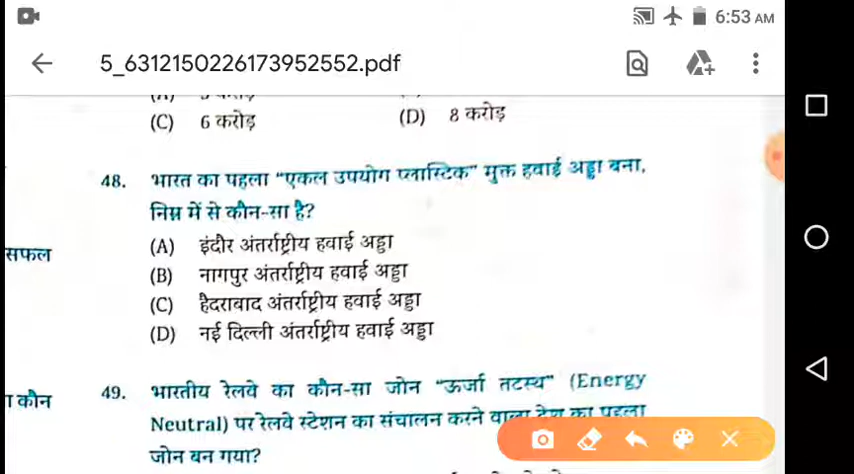 6:53 AM
5_6312150226173952552.pdf
(C) 6 करोड़ (D) 8 करोड़
48. भारत का पहला "एकल उपयोग प्लास्टिक" मुक्त हवाई अड्डा बना,
निम्न में से कौन-सा है?
सफल
(A) इंदौर अंतर्राष्ट्रीय हवाई अड्डा
(B) नागपुर अंतर्राष्ट्रीय हवाई अड्डा
(C) हैदराबाद अंतर्राष्ट्रीय हवाई अड्डा
(D) नई दिल्ली अंतर्राष्ट्रीय हवाई अड्डा
कौन
49. भारतीय रेलवे का कौन-सा जोन "ऊर्जा तटस्थ" (Energy
Neutral) पर रेलवे स्टेशन का संचालन करने वाला देश का पहला
जोन बन गया?